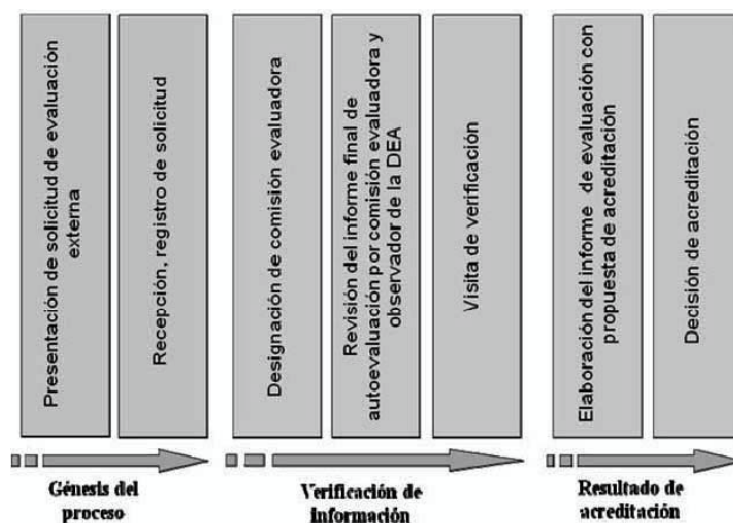 Presentación de solicitud de evaluación
externa
Recepción, registro de solicitud
Designación de comisión evaluadora
Revisión del informe final de
autoevaluación por comisión evaluadora y
observador de la DEA
Visita de verificación
Elaboración del informe de evaluación con
propuesta de acreditación
Decisión de acreditación
Génesis del
proceso
Verificación de
información
Resultado de
acreditación